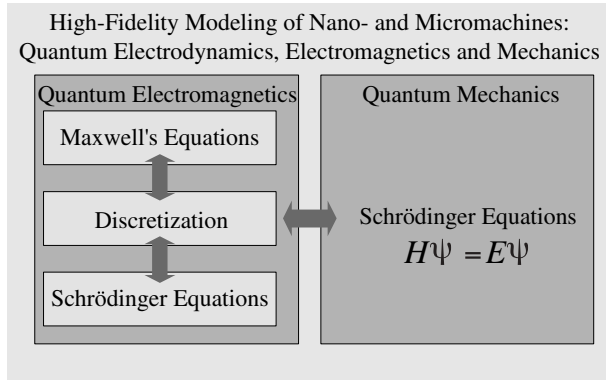 High-Fidelity Modeling of Nano- and Micromachines:
Quantum Electrodynamics, Electromagnetics and Mechanics
Quantum Electromagnetics
Maxwell's Equations
Discretization
Schrödinger Equations
Quantum Mechanics
Schrödinger Equations
Hψ = Eψ